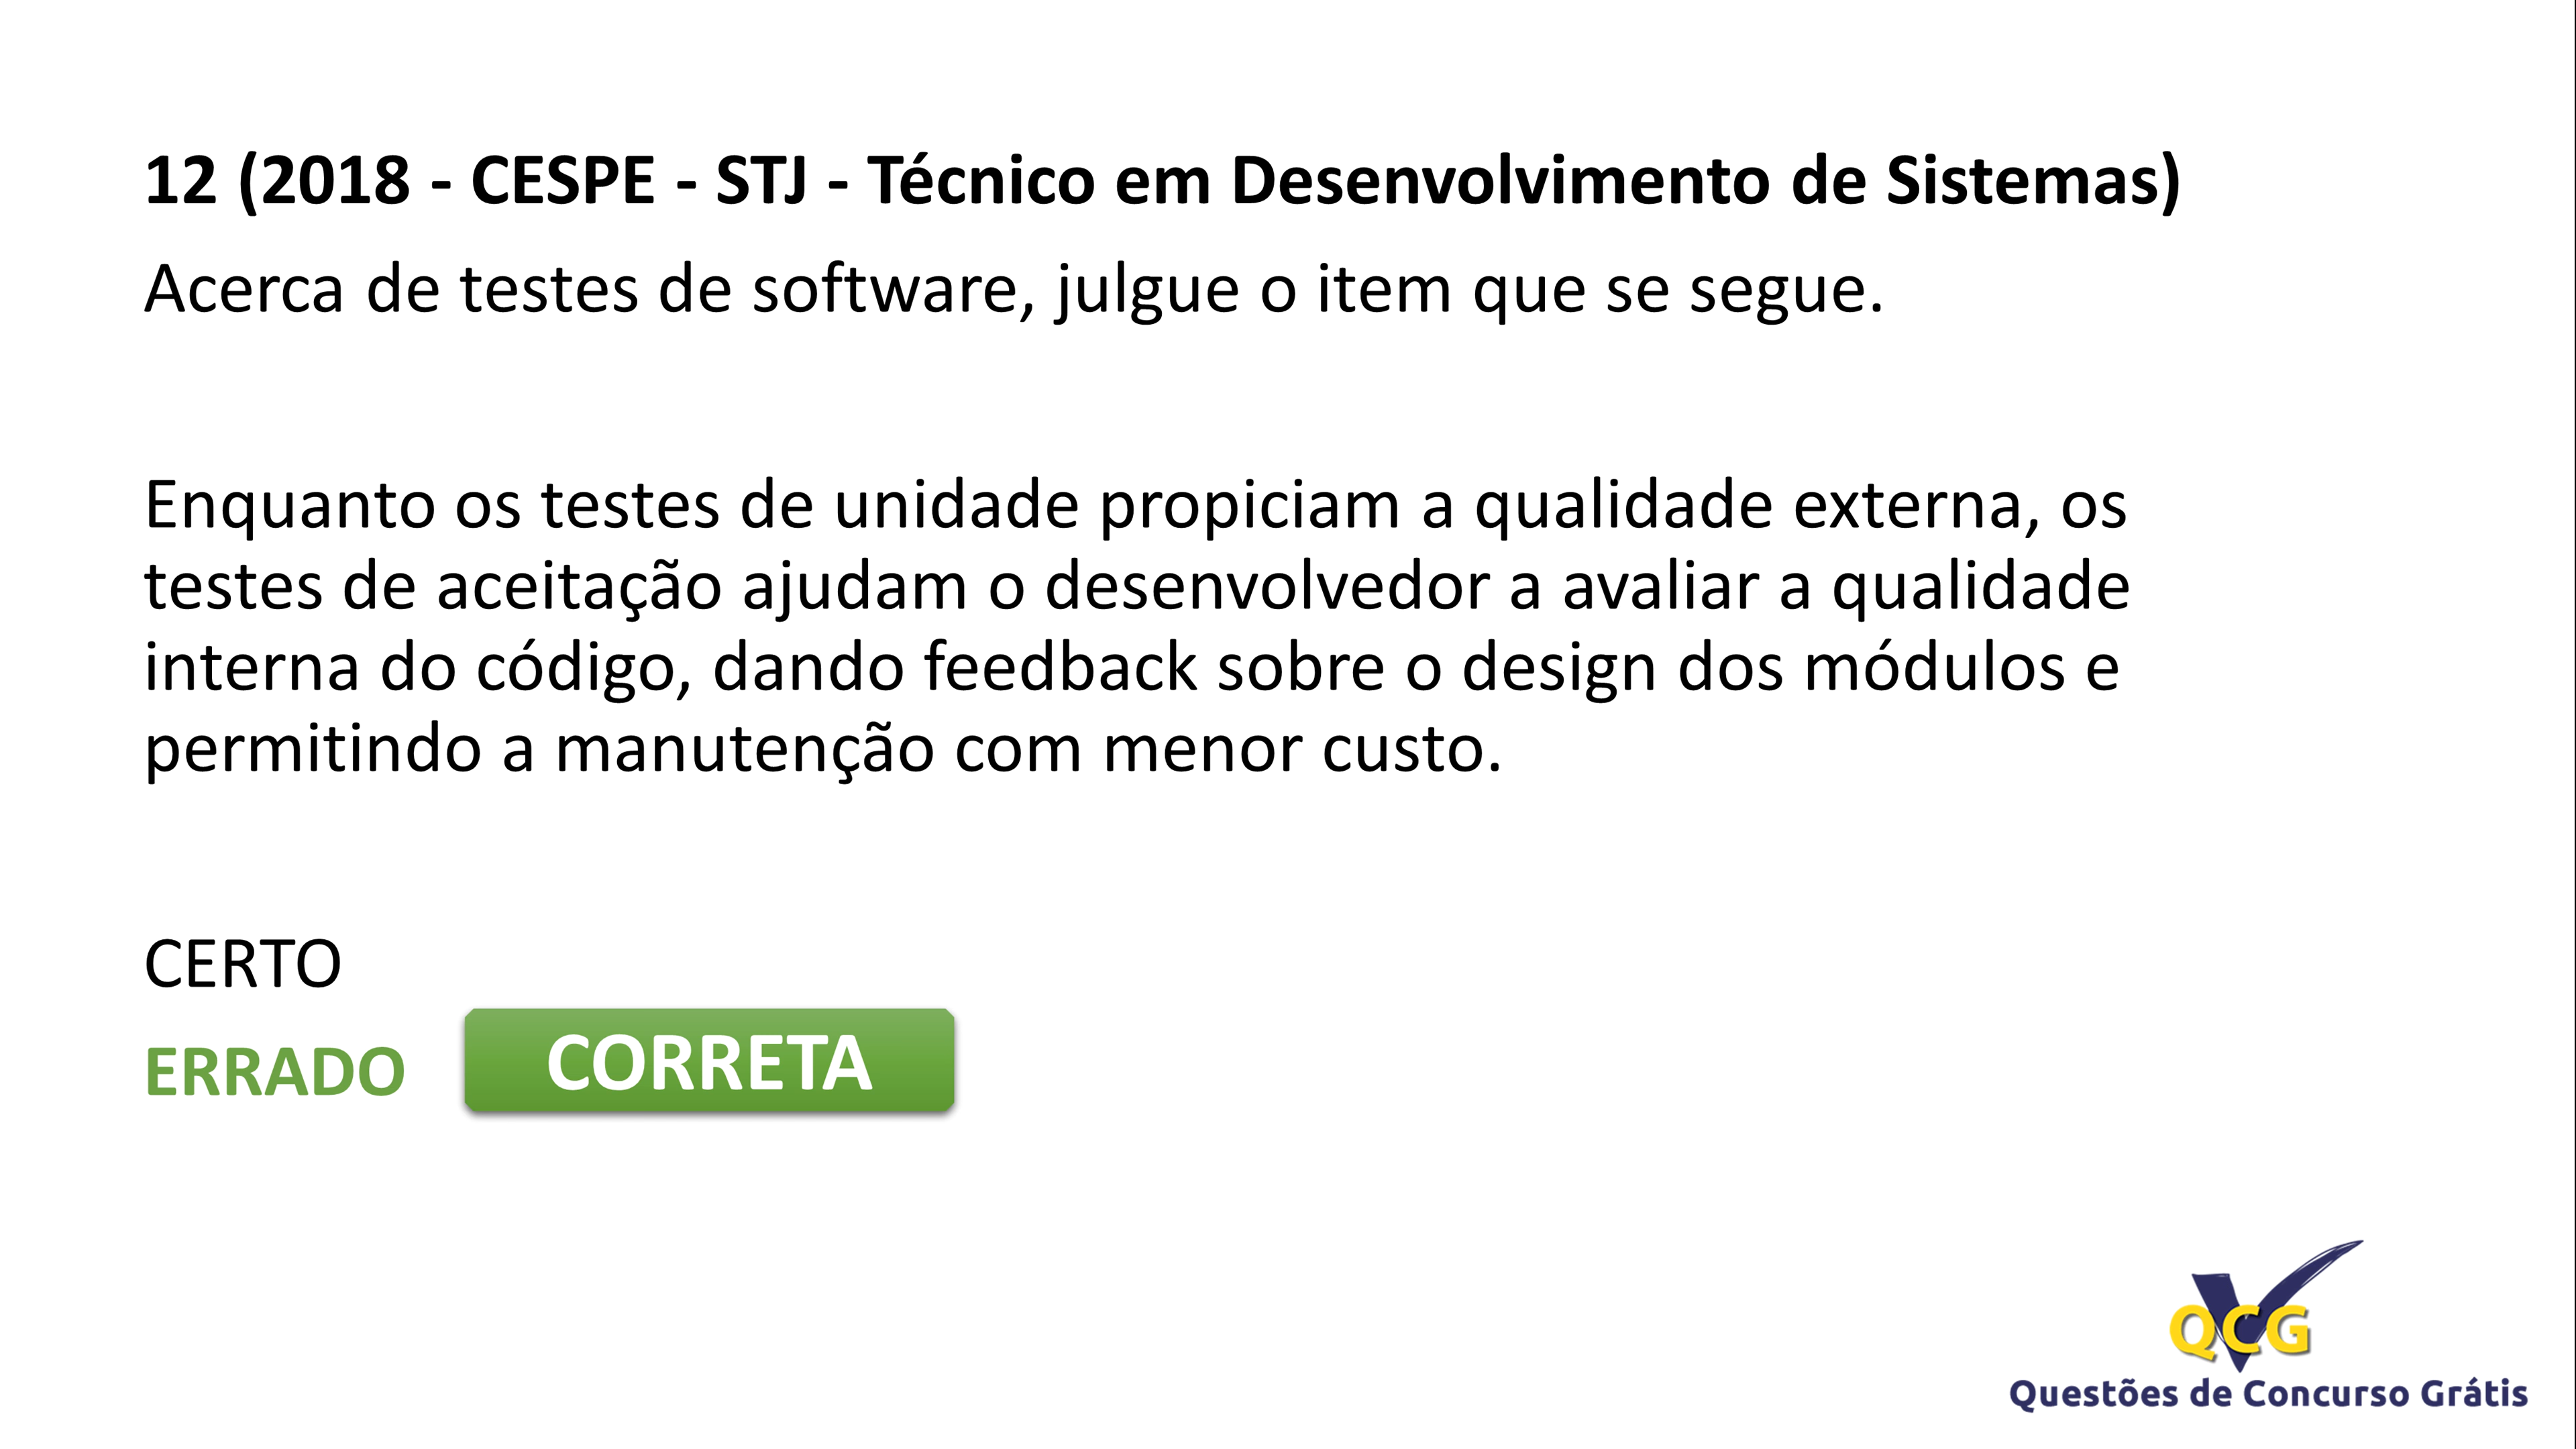 12 (2018 - CESPE - STJ - Técnico em Desenvolvimento de Sistemas)
Acerca de testes de software, julgue o item que se segue.
Enquanto os testes de unidade propiciam a qualidade externa, os
testes de aceitação ajudam o desenvolvedor a avaliar a qualidade
interna do código, dando feedback sobre o design dos módulos e
permitindo a manutenção com menor custo.
CERTO
ERRADO CORRETA
QCG
Questões de Concurso Grátis